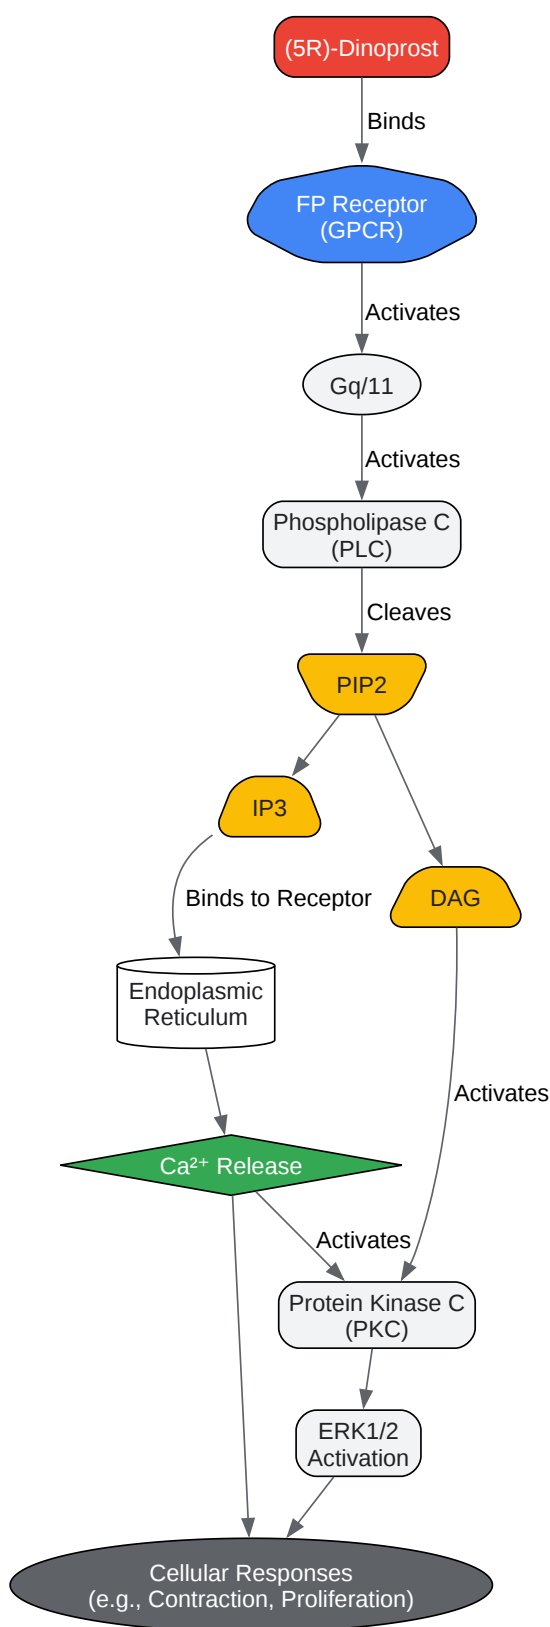 (5R)-Dinoprost
Binds
FP Receptor
(GPCR)
Activates
Gq/11
Activates
Phospholipase C
(PLC)
Cleaves
PIP2
IP3
Binds to Receptor
DAG
Endoplasmic
Reticulum
Activates
Ca²⁺ Release
Activates
Protein Kinase C
(PKC)
ERK1/2
Activation
Cellular Responses
(e.g., Contraction, Proliferation)